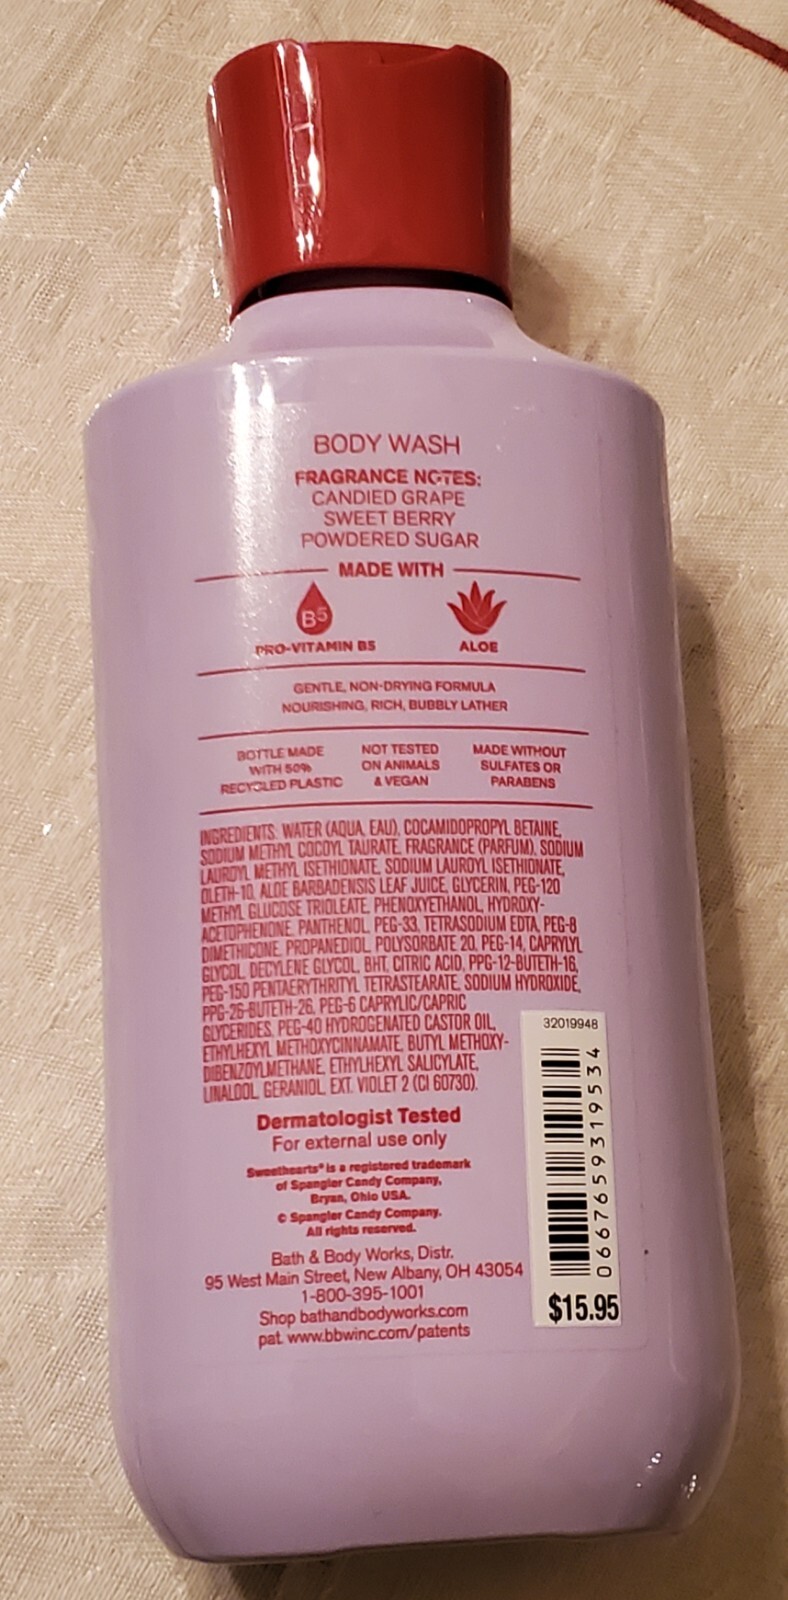 BODY WASH
FRAGRANCE NOTES:
CANDIED GRAPE
SWEET BERRY
POWDERED SUGAR
MADE WITH
B5
PRO-VITAMIN B5
ALOE
GENTLE, NON-DRYING FORMULA
NOURISHING, RICH, BUBBLY LATHER
BOTTLE MADE
WITH 50%
RECYCLED PLASTIC
NOT TESTED
ON ANIMALS
& VEGAN
MADE WITHOUT
SULFATES OR
PARABENS
INGREDIENTS: WATER (AQUA, EAU), COCAMIDOPROPYL BETAINE,
SODIUM METHYL COCOYL TAURATE, FRAGRANCE (PARFUM), SODIUM
LAUROYL METHYL ISETHIONATE, SODIUM LAUROYL ISETHIONATE,
OLETH-10, ALOE BARBADENSIS LEAF JUICE, GLYCERIN, PEG-120
METHYL GLUCOSE TRIOLEATE, PHENOXYETHANOL, HYDROXY-
ACETOPHENONE, PANTHENOL, PEG-33, TETRASODIUM EDTA, PEG-8
DIMETHICONE, PROPANEDIOL, POLYSORBATE 20, PEG-14, CAPRYLYL
GLYCOL, DECYLENE GLYCOL, BHT, CITRIC ACID, PPG-12-BUTETH-16,
PEG-150 PENTAERYTHRITYL TETRASTEARATE, SODIUM HYDROXIDE,
PPG-26-BUTETH-26, PEG-6 CAPRYLIC/CAPRIC
GLYCERIDES, PEG-40 HYDROGENATED CASTOR OIL,
ETHYLHEXYL METHOXYCINNAMATE, BUTYL METHOXY-
DIBENZOYLMETHANE, ETHYLHEXYL SALICYLATE,
LINALOOL, GERANIOL, EXT. VIOLET 2 (CI 60730).
Dermatologist Tested
For external use only
Sweethearts® is a registered trademark
of Spangler Candy Company,
Bryan, Ohio USA.
© Spangler Candy Company.
All rights reserved.
Bath & Body Works, Distr.
95 West Main Street, New Albany, OH 43054
1-800-395-1001
Shop bathandbodyworks.com
pat. www.bbwinc.com/patents
32019948
0667659319534
$15.95